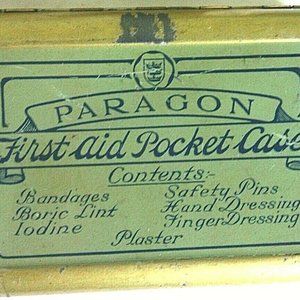 PARAGON
First Aid Pocket Case
Contents:-
Bandages Safety Pins
Boric Lint Hand Dressing
Iodine Finger Dressing
Plaster